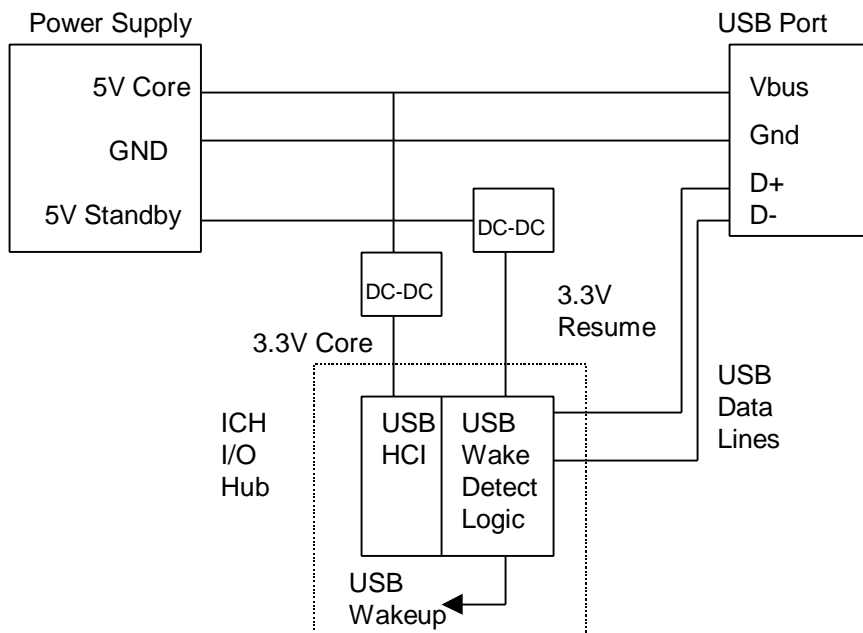 Power Supply
USB Port
5V Core
Vbus
GND
Gnd
D+
5V Standby
D-
DC-DC
DC-DC
3.3V
Resume
3.3V Core
USB
Data
Lines
ICH
I/O
Hub
USB
HCI
USB
Wake
Detect
Logic
USB
Wakeup